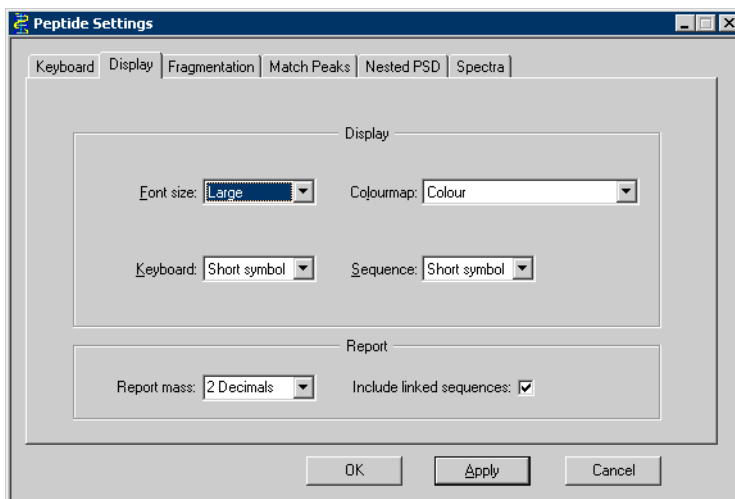 Peptide Settings
Keyboard Display Fragmentation Match Peaks Nested PSD Spectra
Display
Font size: Large Colourmap: Colour
Keyboard: Short symbol Sequence: Short symbol
Report
Report mass: 2 Decimals Include linked sequences:
OK Apply Cancel